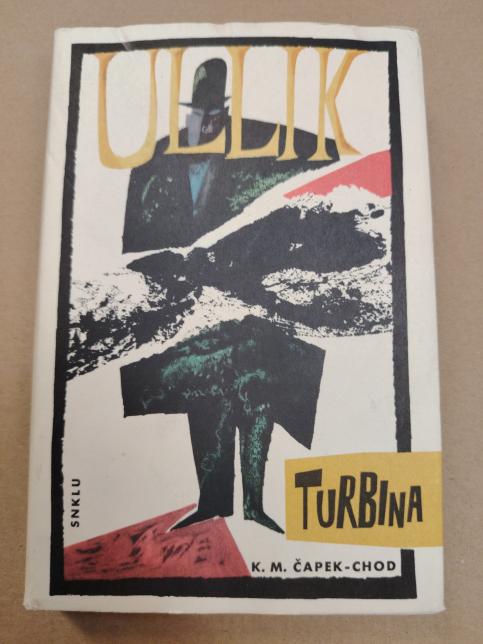 ULLIK
SNKLU
TURBINA
K. M. ČAPEK-CHOD